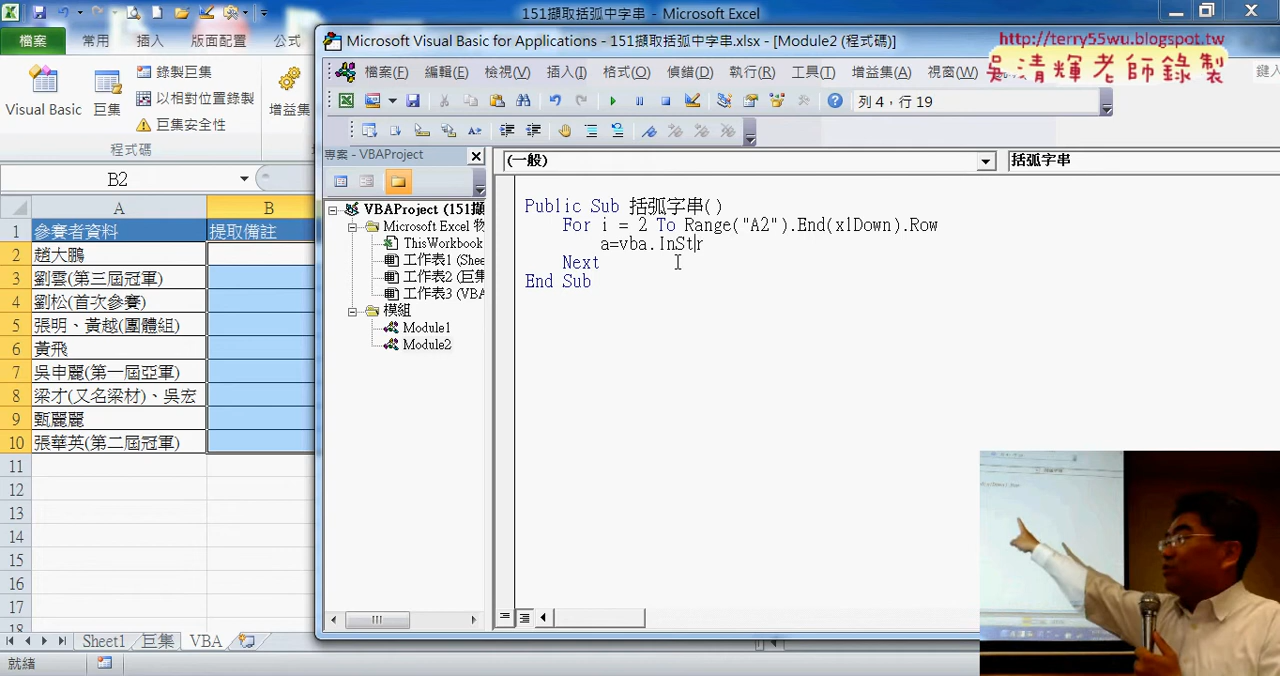 151擷取括弧中字串 - Microsoft Excel
檔案 常用 插入 版面配置 公式
Visual Basic 巨集 錄製巨集 以相對位置錄製 巨集安全性 增益集
程式碼
B2
A B
1 參賽者資料 提取備註
2 趙大鵬
3 劉雲(第三屆冠軍)
4 劉松(首次參賽)
5 張明、黃越(團體組)
6 黃飛
7 吳申麗(第一屆亞軍)
8 梁才(又名梁材)、吳宏
9 甄麗麗
10 張華英(第二屆冠軍)
11
12
13
14
15
16
17
18
Sheet1 巨集 VBA
就緒
Microsoft Visual Basic for Applications - 151擷取括弧中字串.xlsx - [Module2 (程式碼)]
http://terry55wu.blogspot.tw
吳清輝老師錄製
檔案(F) 編輯(E) 檢視(V) 插入(I) 格式(O) 偵錯(D) 執行(R) 工具(T) 增益集(A) 視窗(W)
列 4，行 19
專案 - VBAProject
VBAProject (151擷
Microsoft Excel 物
ThisWorkbook
工作表1 (Shee
工作表2 (巨集
工作表3 (VBA
模組
Module1
Module2
(一般) 括弧字串
Public Sub 括弧字串()
For i = 2 To Range("A2").End(xlDown).Row
a=vba.InStr
Next
End Sub